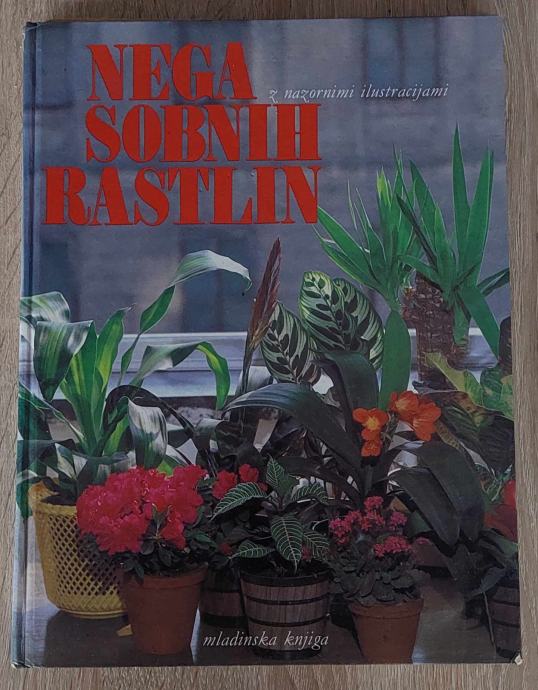 NEGA
z nazornimi ilustracijami
SOBNIH
RASTLIN
mladinska knjiga